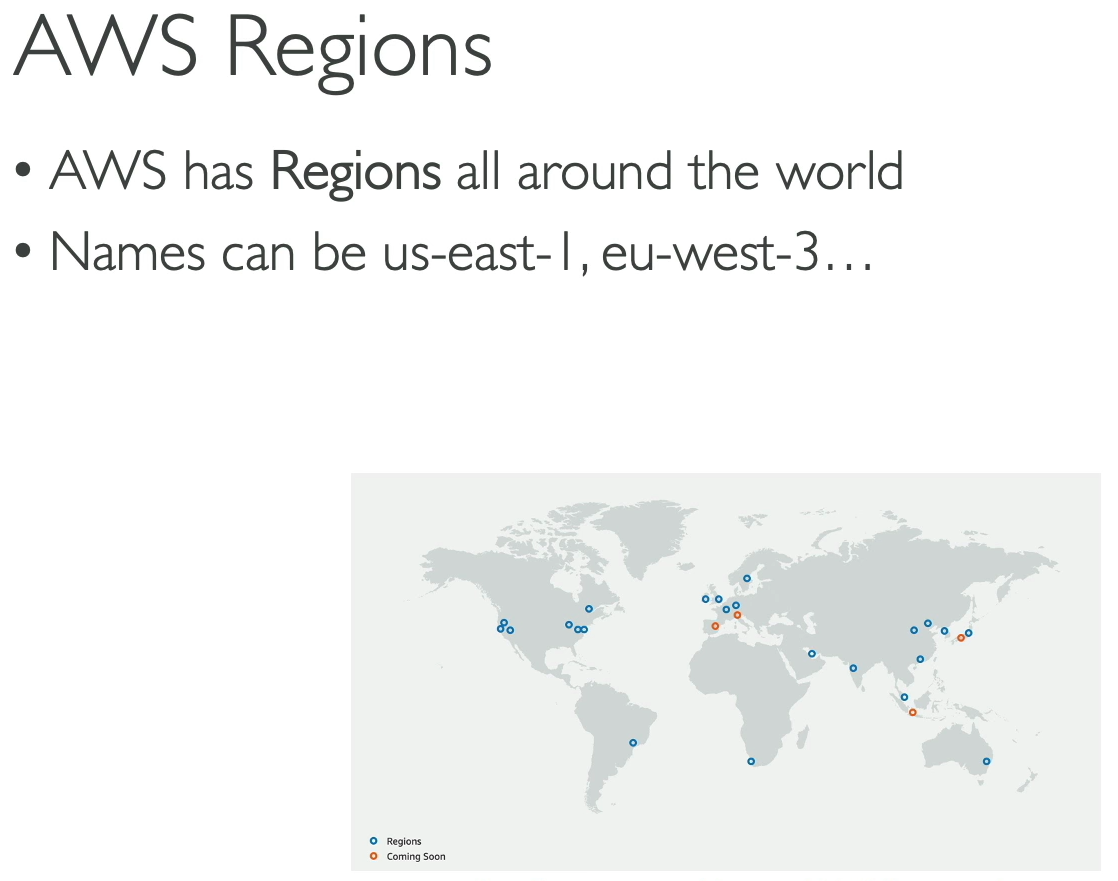 AWS Regions
• AWS has Regions all around the world
• Names can be us-east-1, eu-west-3…
Regions
Coming Soon